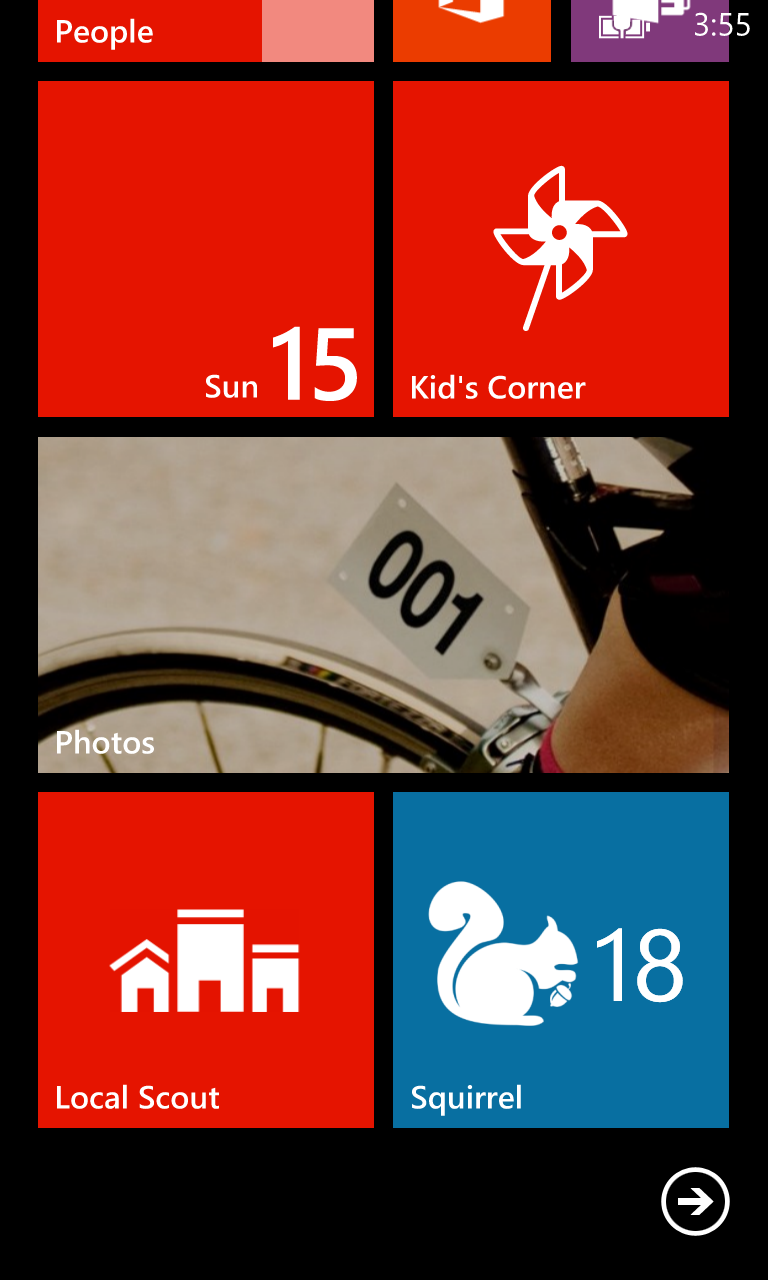 3:55
People
Sun 15
Kid's Corner
001
Photos
18
Local Scout
Squirrel